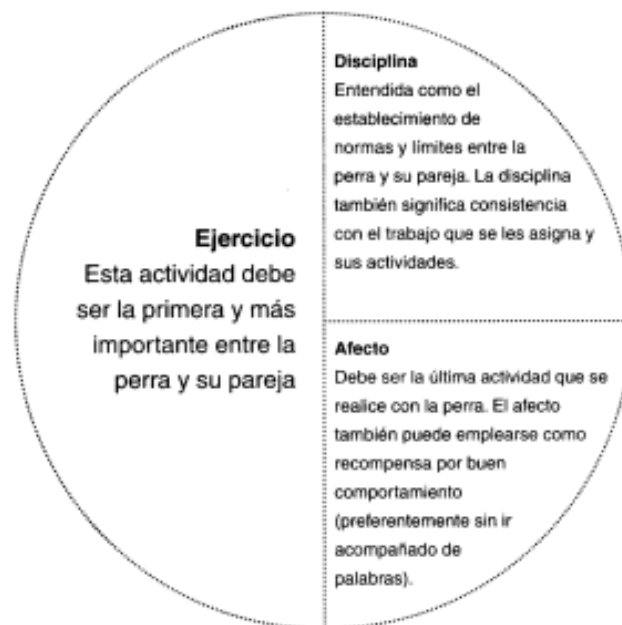 Ejercicio
Esta actividad debe
ser la primera y más
importante entre la
perra y su pareja
Disciplina
Entendida como el
establecimiento de
normas y límites entre la
perra y su pareja. La disciplina
también significa consistencia
con el trabajo que se les asigna y
sus actividades.
Afecto
Debe ser la última actividad que se
realice con la perra. El afecto
también puede emplearse como
recompensa por buen
comportamiento
(preferentemente sin ir
acompañado de
palabras).